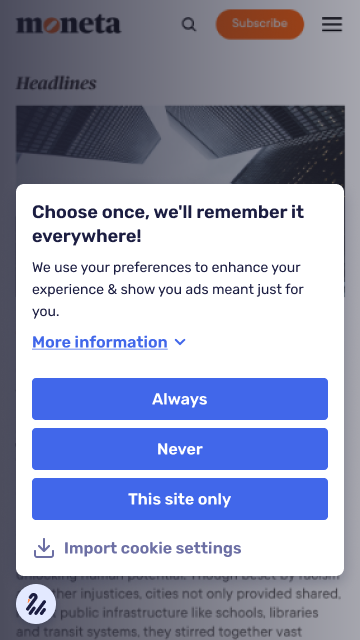 moneta
Subscribe
Headlines
Choose once, we'll remember it
everywhere!
We use your preferences to enhance your
experience & show you ads meant just for
you.
More information
Always
Never
This site only
Import cookie settings
unlocking human potential. Though beset by racism
other injustices, cities not only provided shared,
public infrastructure like schools, libraries
and transit systems, they stirred together vast